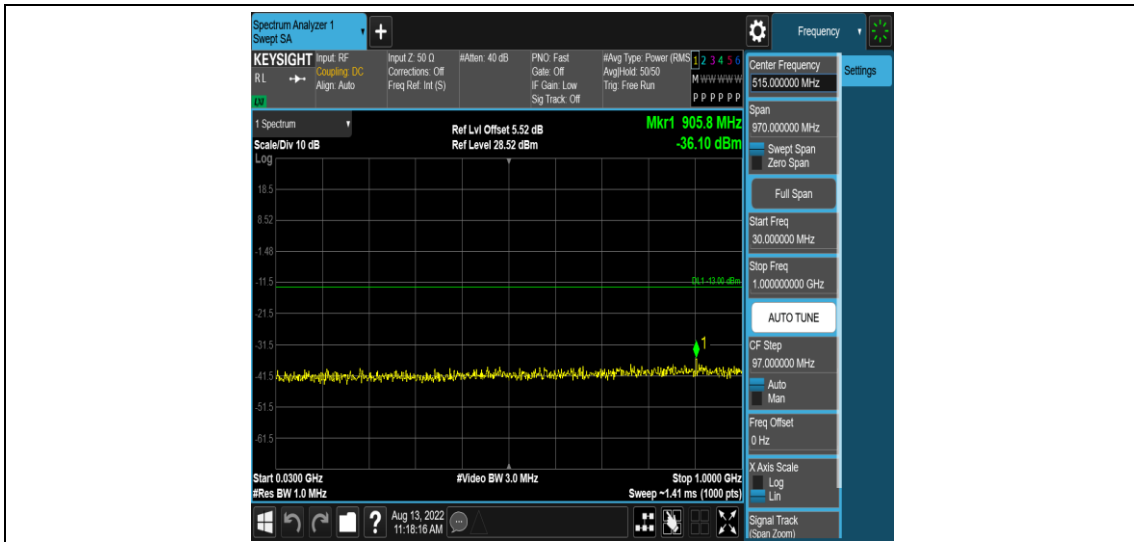 Spectrum Analyzer 1
Swept SA
+
Frequency
KEYSIGHT
RL
LM
Input: RF
Coupling: DC
Align: Auto
Input Z: 50 Ω
Corrections: Off
Freq Ref: Int (S)
#Atten: 40 dB
PNO: Fast
Gate: Off
IF Gain: Low
Sig Track: Off
#Avg Type: Power (RMS
Avg|Hold: 50/50
Trig: Free Run
1 2 3 4 5 6
M W W W W W
P P P P P P
1 Spectrum
Scale/Div 10 dB
Ref Lvl Offset 5.52 dB
Ref Level 28.52 dBm
Mkr1 905.8 MHz
-36.10 dBm
Log
18.5
8.52
-1.48
-11.5
DL1 -13.00 dBm
-21.5
-31.5
1
-41.5
-51.5
-61.5
Start 0.0300 GHz
#Video BW 3.0 MHz
Stop 1.0000 GHz
#Res BW 1.0 MHz
Sweep ~1.41 ms (1000 pts)
?
Aug 13, 2022
11:18:16 AM
Center Frequency
515.000000 MHz
Settings
Span
970.000000 MHz
Swept Span
Zero Span
Full Span
Start Freq
30.000000 MHz
Stop Freq
1.000000000 GHz
AUTO TUNE
CF Step
97.000000 MHz
Auto
Man
Freq Offset
0 Hz
X Axis Scale
Log
Lin
Signal Track
(Span Zoom)